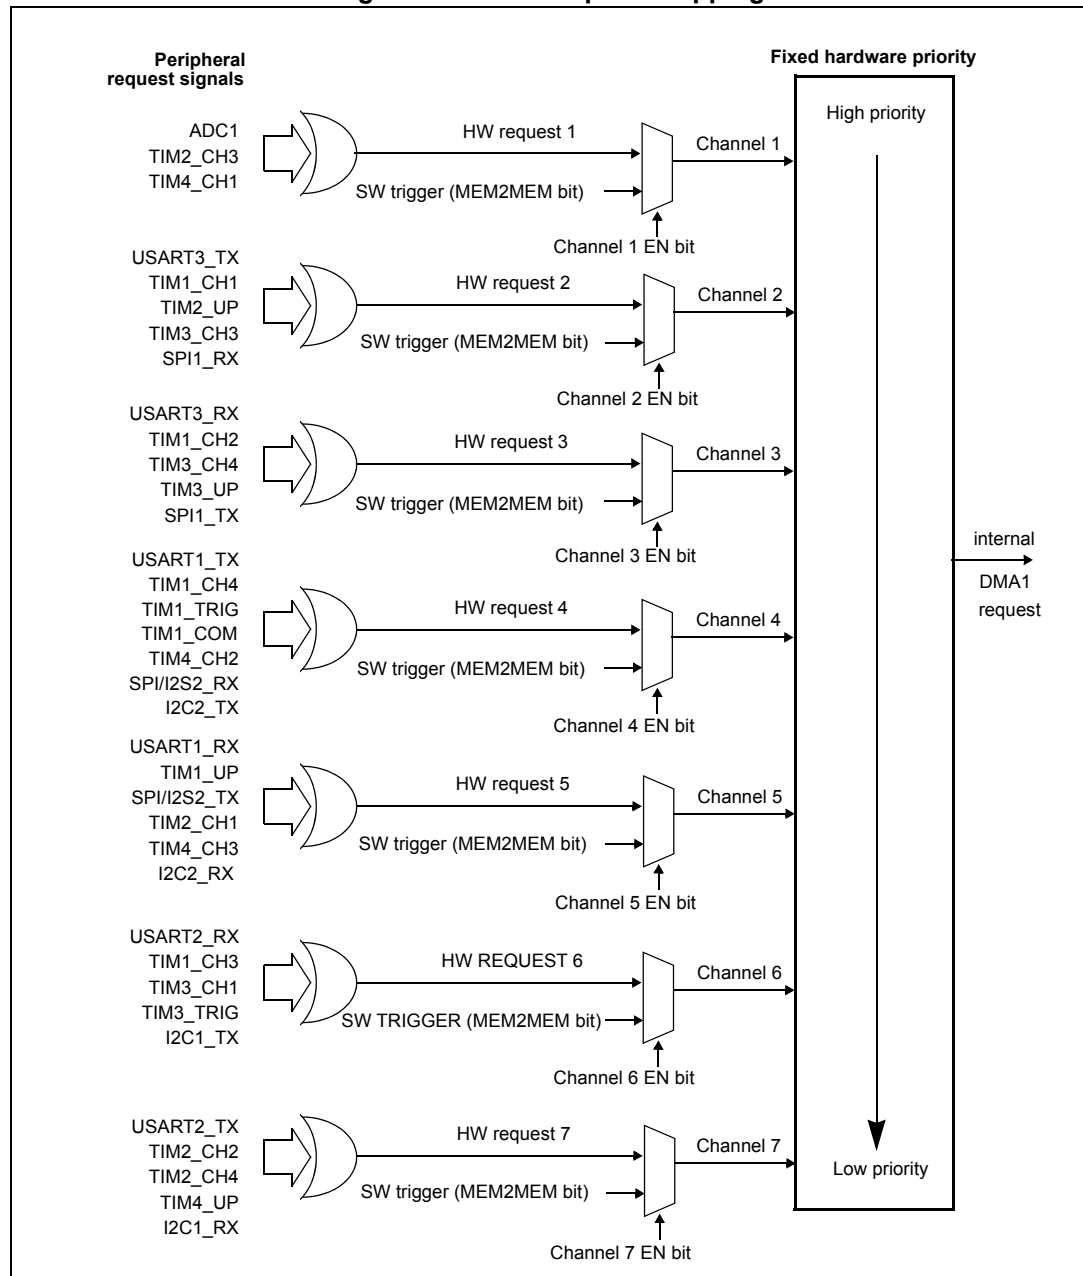 Peripheral
request signals
Fixed hardware priority
High priority
ADC1
TIM2_CH3
TIM4_CH1
HW request 1
SW trigger (MEM2MEM bit)
Channel 1
Channel 1 EN bit
USART3_TX
TIM1_CH1
TIM2_UP
TIM3_CH3
SPI1_RX
HW request 2
SW trigger (MEM2MEM bit)
Channel 2
Channel 2 EN bit
USART3_RX
TIM1_CH2
TIM3_CH4
TIM3_UP
SPI1_TX
HW request 3
SW trigger (MEM2MEM bit)
Channel 3
Channel 3 EN bit
USART1_TX
TIM1_CH4
TIM1_TRIG
TIM1_COM
TIM4_CH2
SPI/I2S2_RX
I2C2_TX
HW request 4
SW trigger (MEM2MEM bit)
Channel 4
Channel 4 EN bit
internal
DMA1
request
USART1_RX
TIM1_UP
SPI/I2S2_TX
TIM2_CH1
TIM4_CH3
I2C2_RX
HW request 5
SW trigger (MEM2MEM bit)
Channel 5
Channel 5 EN bit
USART2_RX
TIM1_CH3
TIM3_CH1
TIM3_TRIG
I2C1_TX
HW REQUEST 6
SW TRIGGER (MEM2MEM bit)
Channel 6
Channel 6 EN bit
USART2_TX
TIM2_CH2
TIM2_CH4
TIM4_UP
I2C1_RX
HW request 7
SW trigger (MEM2MEM bit)
Channel 7
Channel 7 EN bit
Low priority